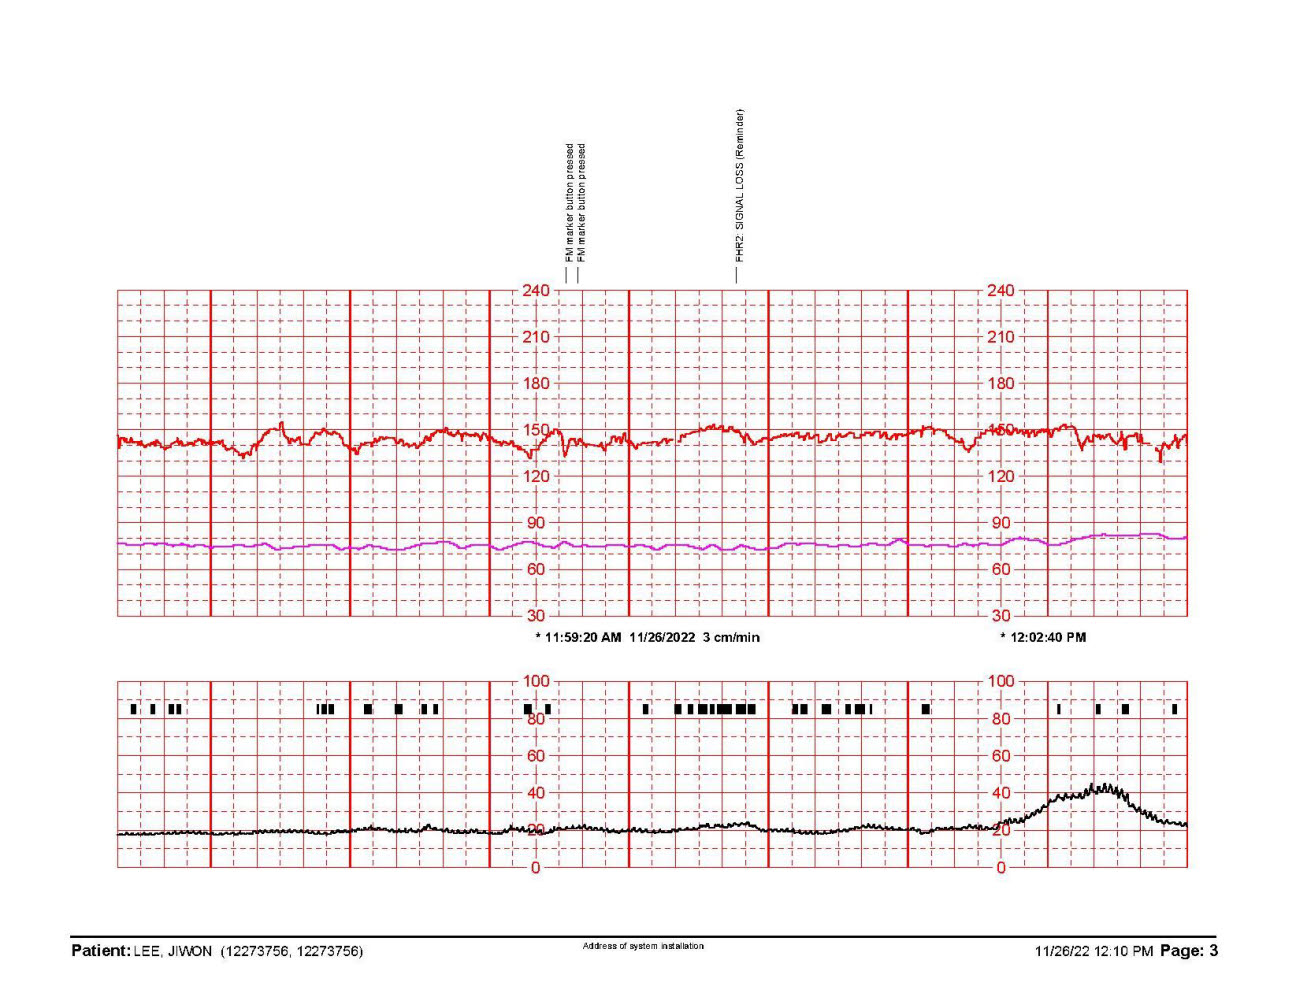 FM marker button pressed
FM marker button pressed
FHR2: SIGNAL LOSS (Reminder)
240 240
210 210
180 180
150 150
120 120
90 90
60 60
30 30
* 11:59:20 AM 11/26/2022 3 cm/min * 12:02:40 PM
100 100
80 80
60 60
40 40
20 20
0 0
Patient: LEE, JIWON (12273756, 12273756) Address of system installation 11/26/22 12:10 PM Page: 3